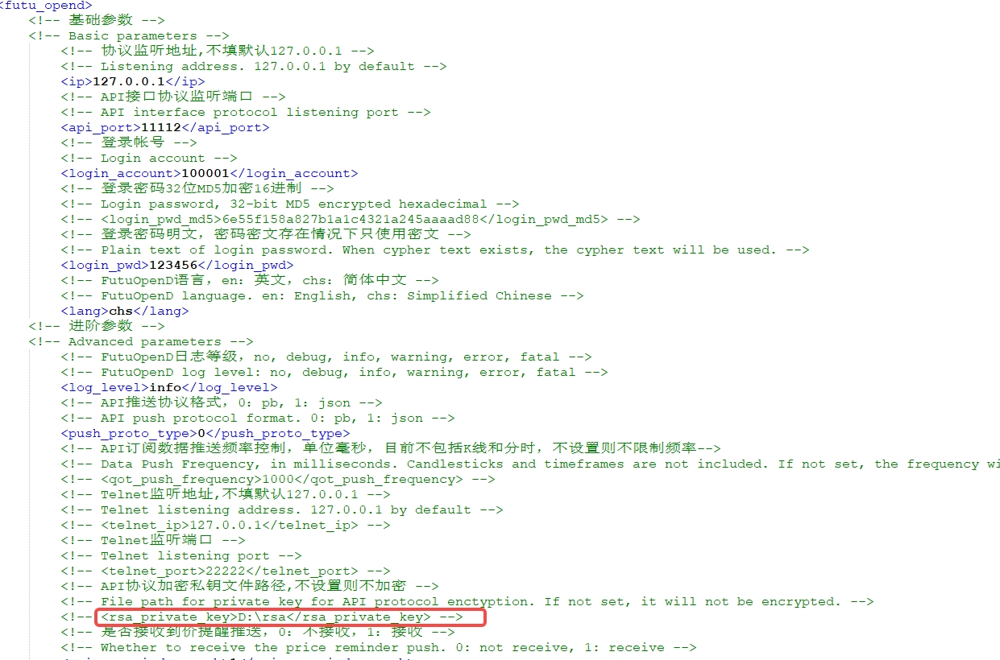 <futu_opend>
<!-- 基础参数 -->
<!-- Basic parameters -->
<!-- 协议监听地址,不填默认127.0.0.1 -->
<!-- Listening address. 127.0.0.1 by default -->
<ip>127.0.0.1</ip>
<!-- API接口协议监听端口 -->
<!-- API interface protocol listening port -->
<api_port>11112</api_port>
<!-- 登录帐号 -->
<!-- Login account -->
<login_account>100001</login_account>
<!-- 登录密码32位MD5加密16进制 -->
<!-- Login password, 32-bit MD5 encrypted hexadecimal -->
<!-- <login_pwd_md5>6e55f158a827b1a1c4321a245aaaad88</login_pwd_md5> -->
<!-- 登录密码明文，密码密文存在情况下只使用密文 -->
<!-- Plain text of login password. When cypher text exists, the cypher text will be used. -->
<login_pwd>123456</login_pwd>
<!-- FutuOpenD语言，en: 英文，chs: 简体中文 -->
<!-- FutuOpenD language. en: English, chs: Simplified Chinese -->
<lang>chs</lang>
<!-- 进阶参数 -->
<!-- Advanced parameters -->
<!-- FutuOpenD日志等级，no, debug, info, warning, error, fatal -->
<!-- FutuOpenD log level: no, debug, info, warning, error, fatal -->
<log_level>info</log_level>
<!-- API推送协议格式，0: pb, 1: json -->
<!-- API push protocol format. 0: pb, 1: json -->
<push_proto_type>0</push_proto_type>
<!-- API订阅数据推送频率控制，单位毫秒，目前不包括K线和分时，不设置则不限制频率-->
<!-- Data Push Frequency, in milliseconds. Candlesticks and timeframes are not included. If not set, the frequency wi
<!-- <qot_push_frequency>1000</qot_push_frequency> -->
<!-- Telnet监听地址,不填默认127.0.0.1 -->
<!-- Telnet listening address. 127.0.0.1 by default -->
<!-- <telnet_ip>127.0.0.1</telnet_ip> -->
<!-- Telnet监听端口 -->
<!-- Telnet listening port -->
<!-- <telnet_port>22222</telnet_port> -->
<!-- API协议加密私钥文件路径,不设置则不加密 -->
<!-- File path for private key for API protocol enctyption. If not set, it will not be encrypted. -->
<!-- <rsa_private_key>D:\rsa</rsa_private_key> -->
<!-- 是否接收到价提醒推送，0: 不接收，1: 接收 -->
<!-- Whether to receive the price reminder push. 0: not receive, 1: receive -->